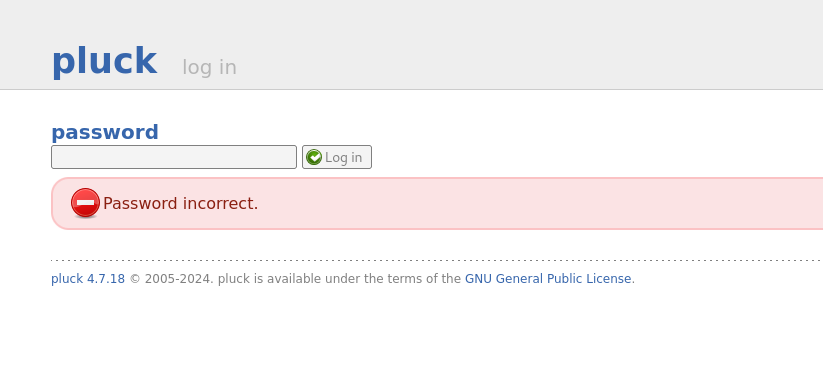 pluck log in
password
Log in
Password incorrect.
pluck 4.7.18 © 2005-2024. pluck is available under the terms of the GNU General Public License.